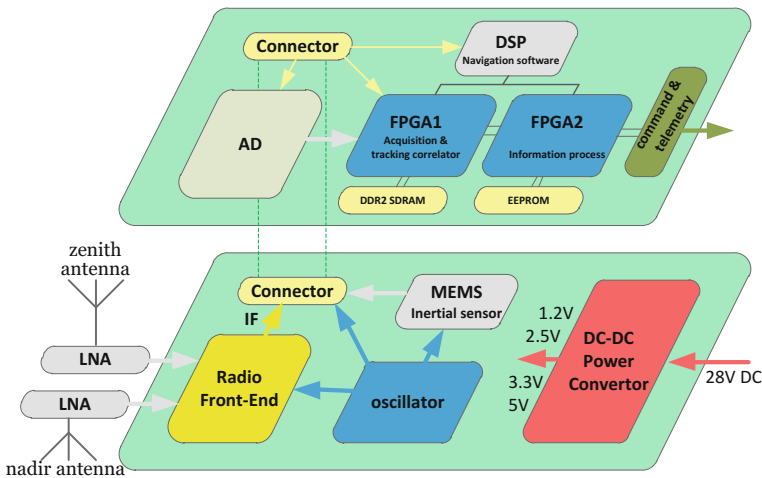 Connector
DSP
Navigation software
AD
FPGA1
Acquisition &
tracking correlator
FPGA2
Information process
command &
telemetry
DDR2 SDRAM
EEPROM
zenith
antenna
Connector
MEMS
Inertial sensor
IF
LNA
LNA
nadir antenna
Radio
Front-End
oscillator
1.2V
2.5V
3.3V
5V
DC-DC
Power
Convertor
28V DC